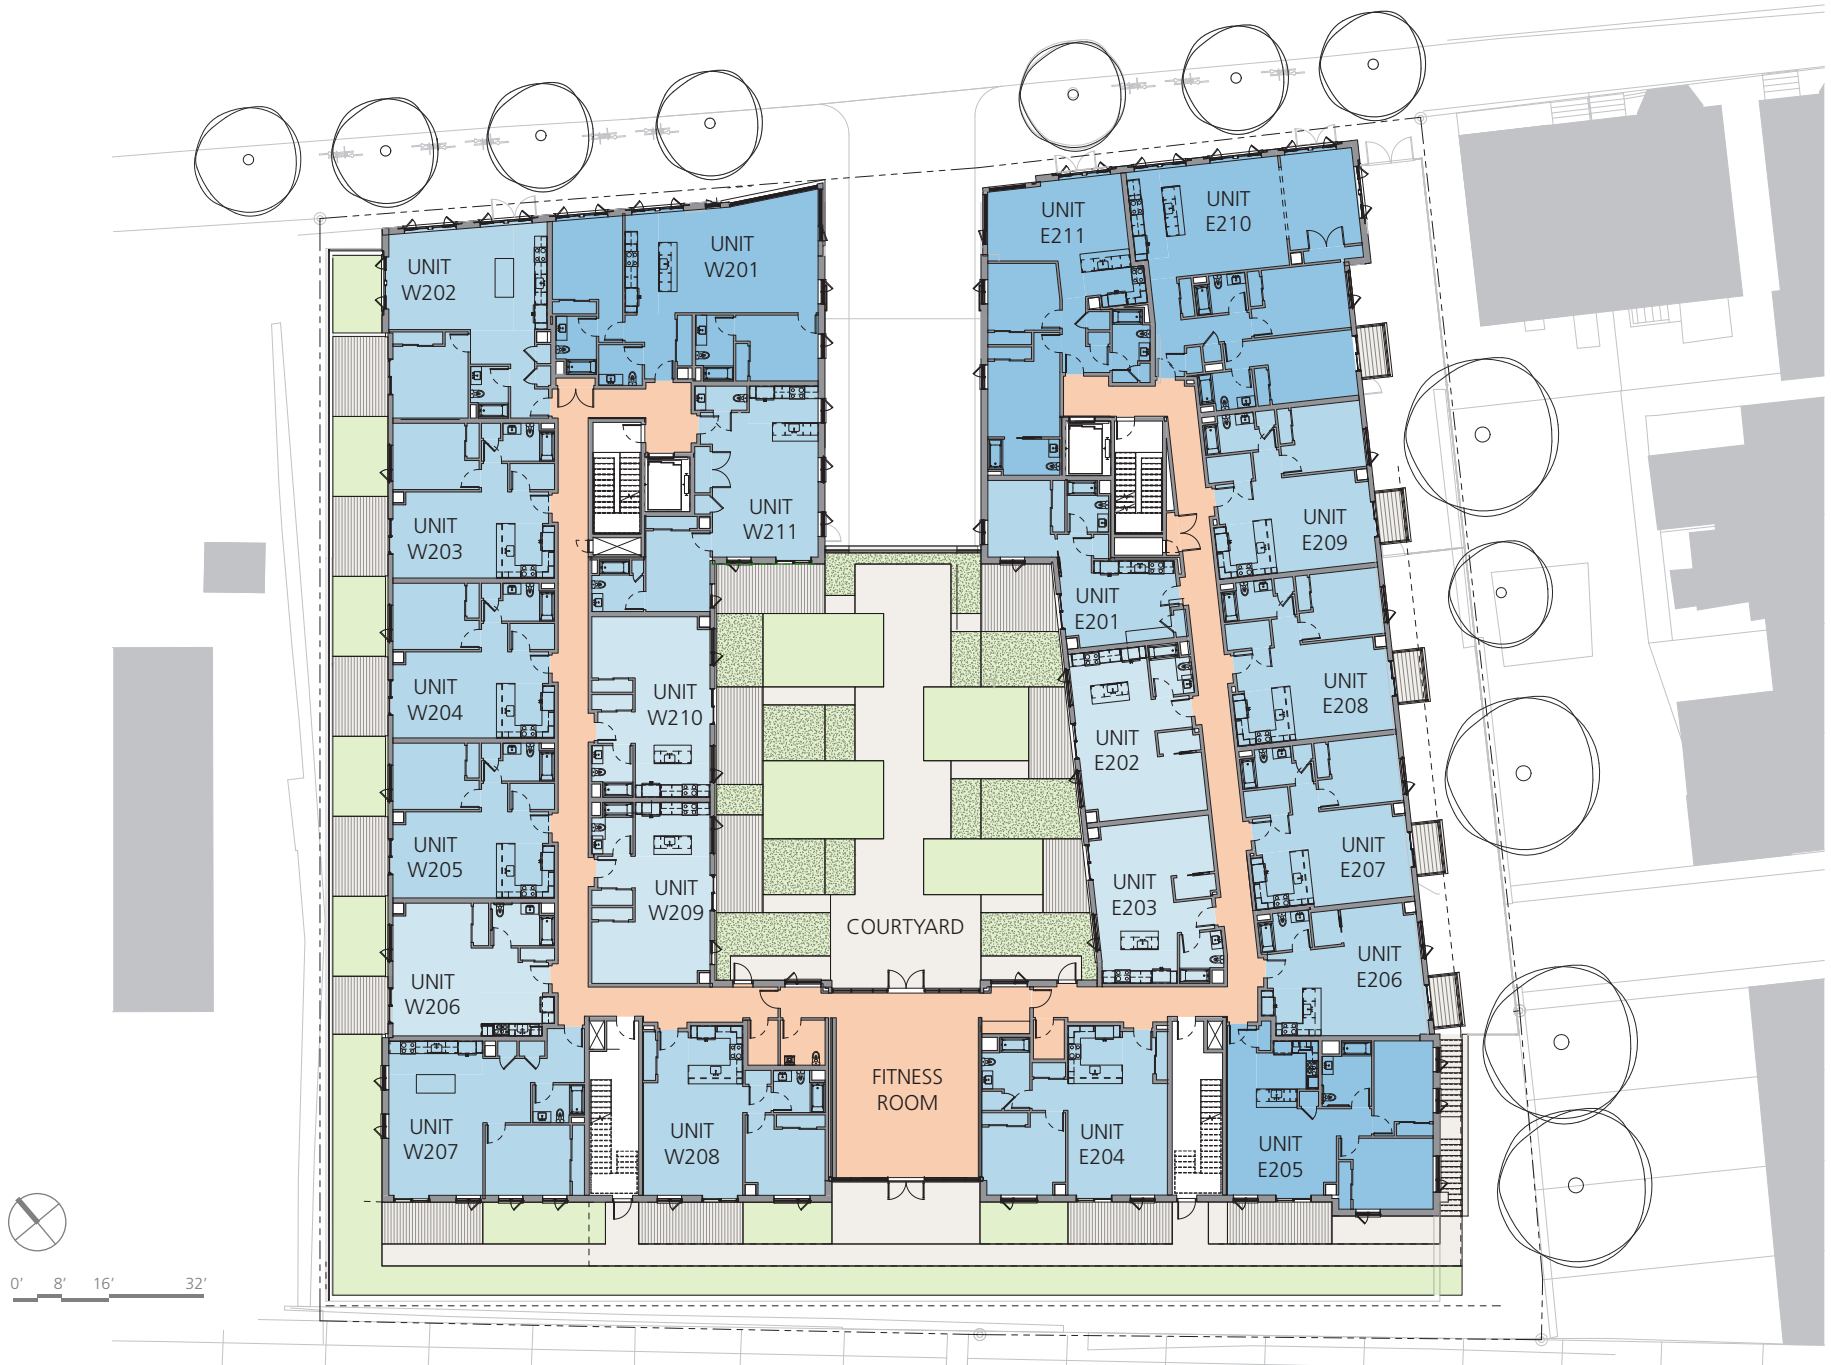 UNIT
E210
UNIT
E211
UNIT
W201
UNIT
W202
UNIT
W203
UNIT
W211
UNIT
E209
UNIT
E201
UNIT
W204
UNIT
W210
UNIT
E208
UNIT
E202
UNIT
W205
UNIT
W209
UNIT
E207
UNIT
E203
COURTYARD
UNIT
W206
UNIT
E206
FITNESS
ROOM
UNIT
W207
UNIT
W208
UNIT
E204
UNIT
E205
0’ 8’ 16’ 32’